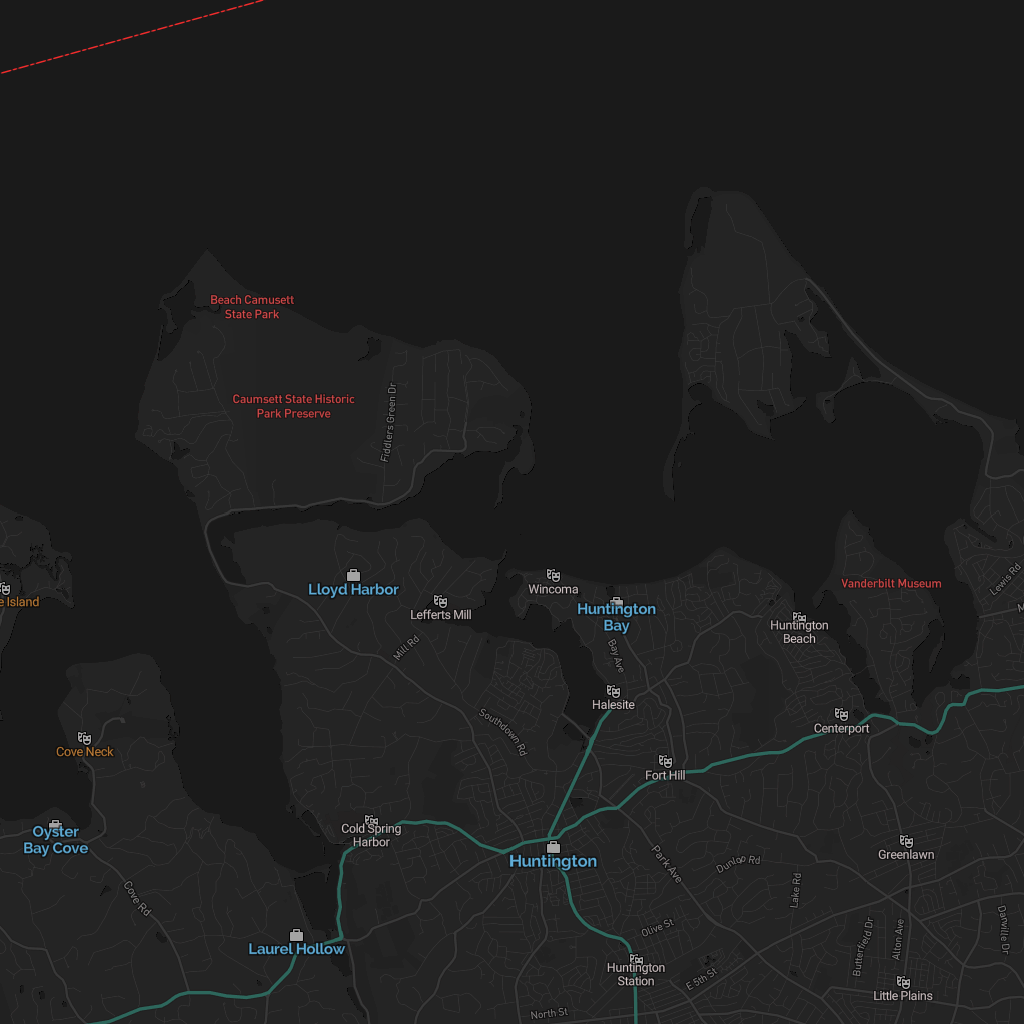 Beach Camusett
State Park
Caumsett State Historic
Park Preserve
Fiddlers Green Dr
Lewis Rd
Lloyd Harbor
Wincoma
Vanderbilt Museum
e Island
Lefferts Mill
Huntington
Bay
M
Huntington
Beach
Mill Rd
Bay Ave
Halesite
Southdown Rd
Centerport
Cove Neck
Fort Hill
Oyster
Bay Cove
Cold Spring
Harbor
Huntington
Park Ave
Dunlop Rd
Greenlawn
Lake Rd
Cove Rd
Laurel Hollow
Olive St
Butterfield Dr
Alton Ave
Danville Dr
Huntington
Station
E 5th St
Little Plains
North St